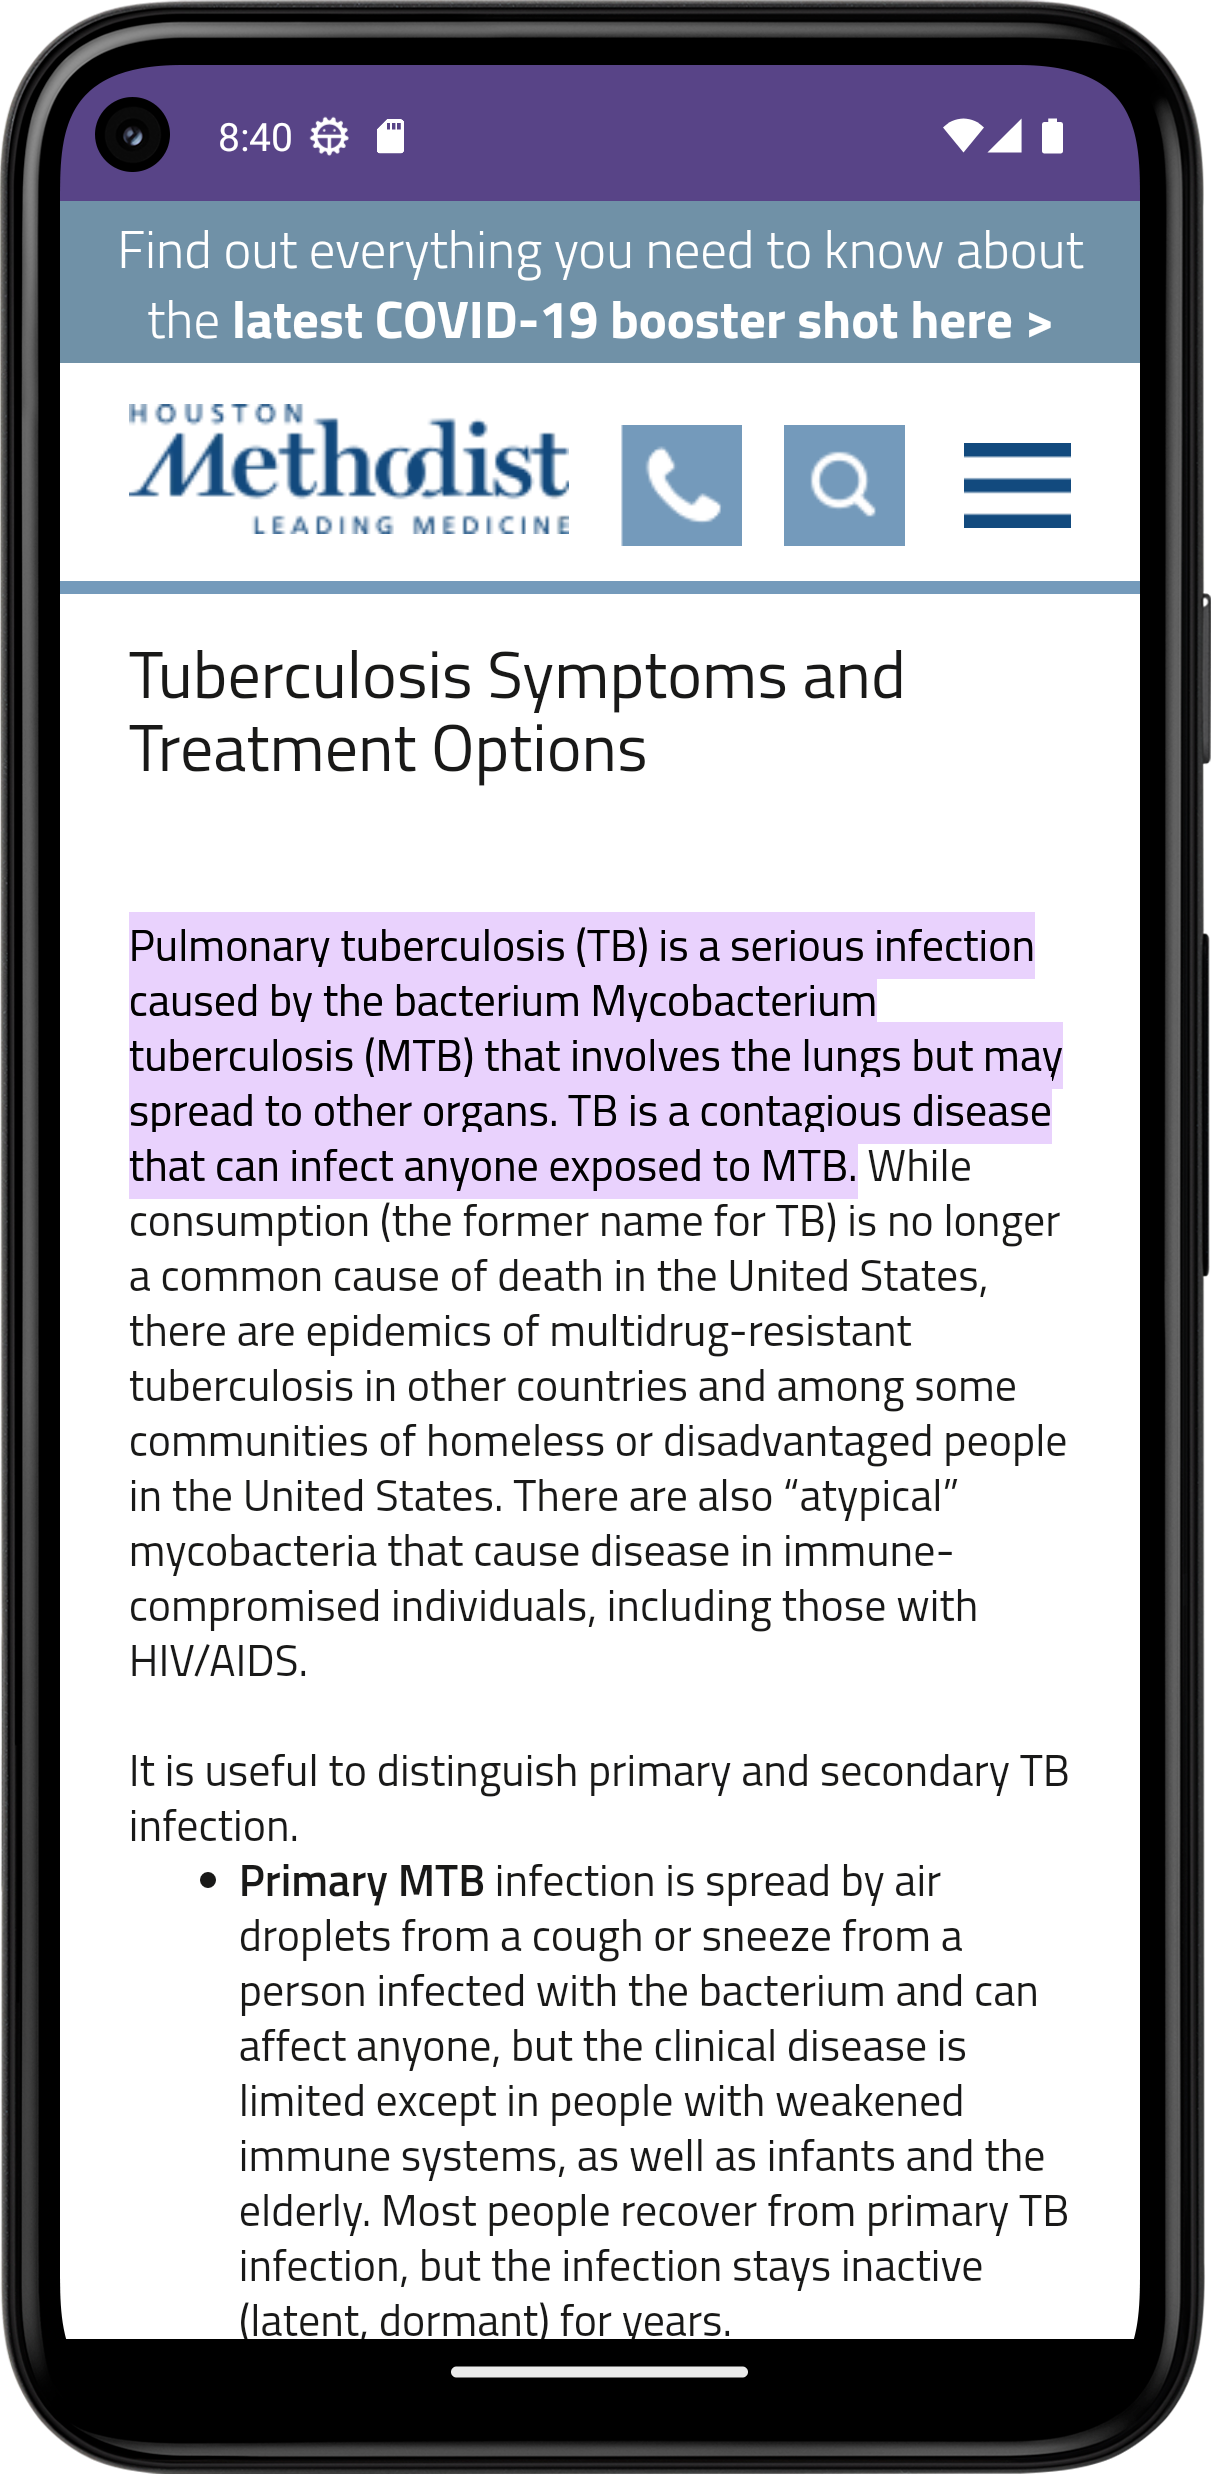 8:40
Find out everything you need to know about
the latest COVID-19 booster shot here >
HOUSTON
Methodist
LEADING MEDICINE
Tuberculosis Symptoms and
Treatment Options
Pulmonary tuberculosis (TB) is a serious infection
caused by the bacterium Mycobacterium
tuberculosis (MTB) that involves the lungs but may
spread to other organs. TB is a contagious disease
that can infect anyone exposed to MTB. While
consumption (the former name for TB) is no longer
a common cause of death in the United States,
there are epidemics of multidrug-resistant
tuberculosis in other countries and among some
communities of homeless or disadvantaged people
in the United States. There are also “atypical”
mycobacteria that cause disease in immune-
compromised individuals, including those with
HIV/AIDS.
It is useful to distinguish primary and secondary TB
infection.
• Primary MTB infection is spread by air
droplets from a cough or sneeze from a
person infected with the bacterium and can
affect anyone, but the clinical disease is
limited except in people with weakened
immune systems, as well as infants and the
elderly. Most people recover from primary TB
infection, but the infection stays inactive
(latent, dormant) for years.